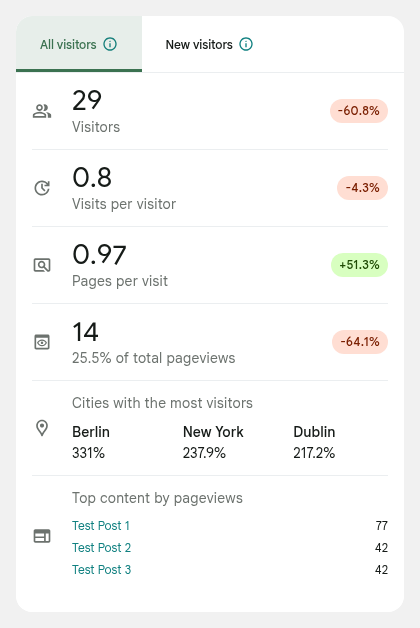 All visitors
New visitors
29
-60.8%
Visitors
0.8
-4.3%
Visits per visitor
0.97
+51.3%
Pages per visit
14
-64.1%
25.5% of total pageviews
Cities with the most visitors
Berlin New York Dublin
331% 237.9% 217.2%
Top content by pageviews
Test Post 1 77
Test Post 2 42
Test Post 3 42